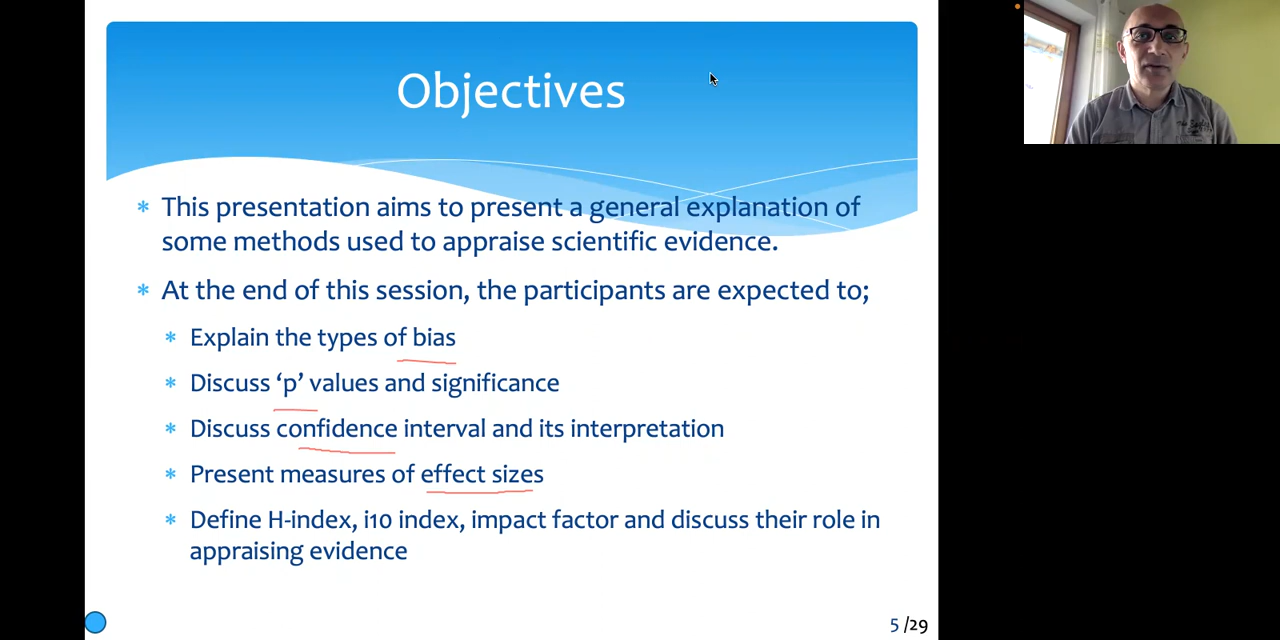 Objectives
* This presentation aims to present a general explanation of
some methods used to appraise scientific evidence.
* At the end of this session, the participants are expected to;
* Explain the types of bias
* Discuss ‘p’ values and significance
* Discuss confidence interval and its interpretation
* Present measures of effect sizes
* Define H-index, i10 index, impact factor and discuss their role in
appraising evidence
5 /29